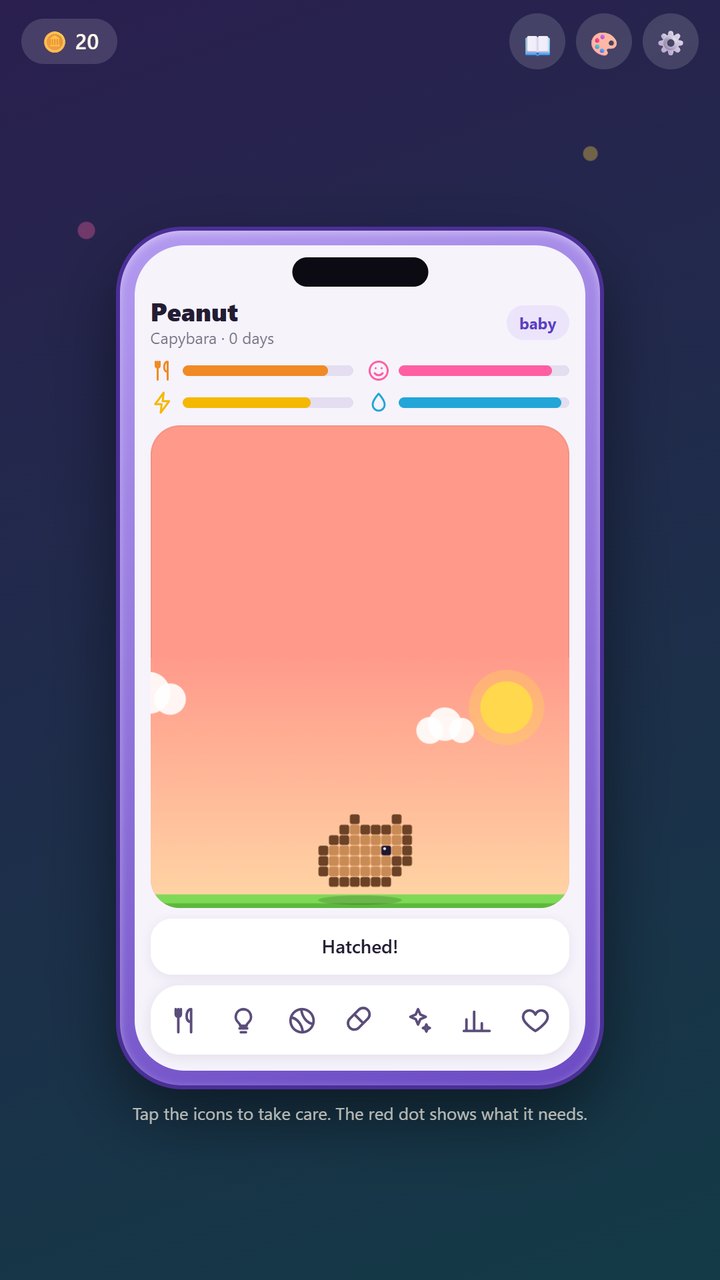 20
Peanut
Capybara · 0 days
baby
Hatched!
Tap the icons to take care. The red dot shows what it needs.